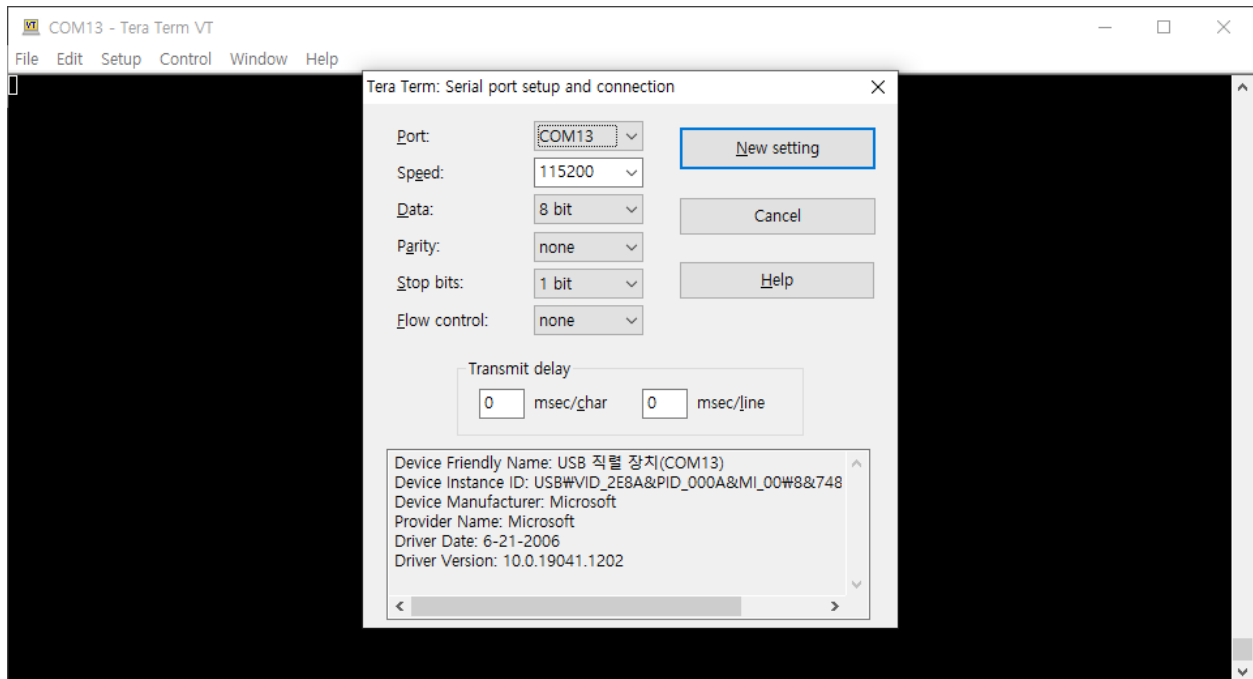 VT COM13 - Tera Term VT
File Edit Setup Control Window Help
Tera Term: Serial port setup and connection
Port: COM13 New setting
Speed: 115200
Data: 8 bit Cancel
Parity: none
Stop bits: 1 bit Help
Flow control: none
Transmit delay
0 msec/char 0 msec/line
Device Friendly Name: USB 직렬 장치(COM13)
Device Instance ID: USB₩VID_2E8A&PID_000A&MI_00₩8&748
Device Manufacturer: Microsoft
Provider Name: Microsoft
Driver Date: 6-21-2006
Driver Version: 10.0.19041.1202